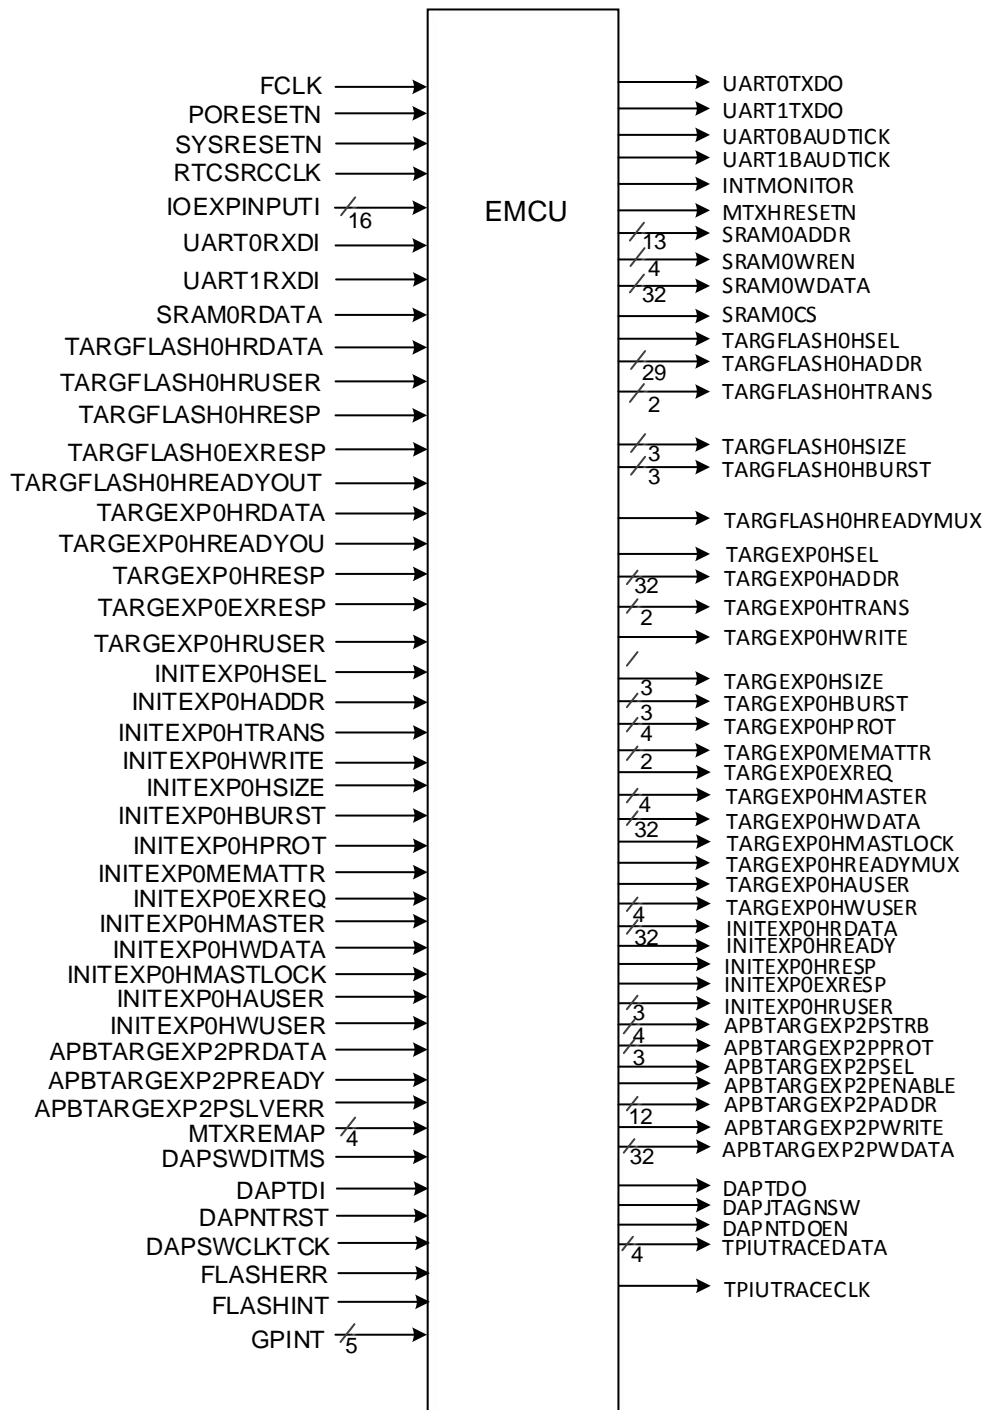 FCLK
PORESETN
SYSRESETN
RTCSRCCLK
IOEXPINPUTI
16
UART0RXDI
UART1RXDI
SRAM0RDATA
TARGFLASH0HRDATA
TARGFLASH0HRUSER
TARGFLASH0HRESP
TARGFLASH0EXRESP
TARGFLASH0HREADYOUT
TARGEXP0HRDATA
TARGEXP0HREADYOU
TARGEXP0HRESP
TARGEXP0EXRESP
TARGEXP0HRUSER
INITEXP0HSEL
INITEXP0HADDR
INITEXP0HTRANS
INITEXP0HWRITE
INITEXP0HSIZE
INITEXP0HBURST
INITEXP0HPROT
INITEXP0MEMATTR
INITEXP0EXREQ
INITEXP0HMASTER
INITEXP0HWDATA
INITEXP0HMASTLOCK
INITEXP0HAUSER
INITEXP0HWUSER
APBTARGEXP2PRDATA
APBTARGEXP2PREADY
APBTARGEXP2PSLVERR
MTXREMAP
4
DAPSWDITMS
DAPTDI
DAPNTRST
DAPSWCLKTCK
FLASHERR
FLASHINT
GPINT
5
EMCU
UART0TXDO
UART1TXDO
UART0BAUDTICK
UART1BAUDTICK
INTMONITOR
MTXHRESETN
13
SRAM0ADDR
4
SRAM0WREN
32
SRAM0WDATA
SRAM0CS
TARGFLASH0HSEL
29
TARGFLASH0HADDR
2
TARGFLASH0HTRANS
3
TARGFLASH0HSIZE
3
TARGFLASH0HBURST
TARGFLASH0HREADYMUX
TARGEXP0HSEL
32
TARGEXP0HADDR
2
TARGEXP0HTRANS
TARGEXP0HWRITE
3
TARGEXP0HSIZE
3
TARGEXP0HBURST
4
TARGEXP0HPROT
2
TARGEXP0MEMATTR
TARGEXP0EXREQ
4
TARGEXP0HMASTER
32
TARGEXP0HWDATA
TARGEXP0HMASTLOCK
TARGEXP0HREADYMUX
TARGEXP0HAUSER
4
TARGEXP0HWUSER
32
INITEXP0HRDATA
INITEXP0HREADY
INITEXP0HRESP
INITEXP0EXRESP
3
INITEXP0HRUSER
4
APBTARGEXP2PSTRB
3
APBTARGEXP2PPROT
APBTARGEXP2PSEL
APBTARGEXP2PENABLE
12
APBTARGEXP2PADDR
APBTARGEXP2PWRITE
32
APBTARGEXP2PWDATA
DAPTDO
DAPJTAGNSW
DAPNTDOEN
4
TPIUTRACEDATA
TPIUTRACECLK